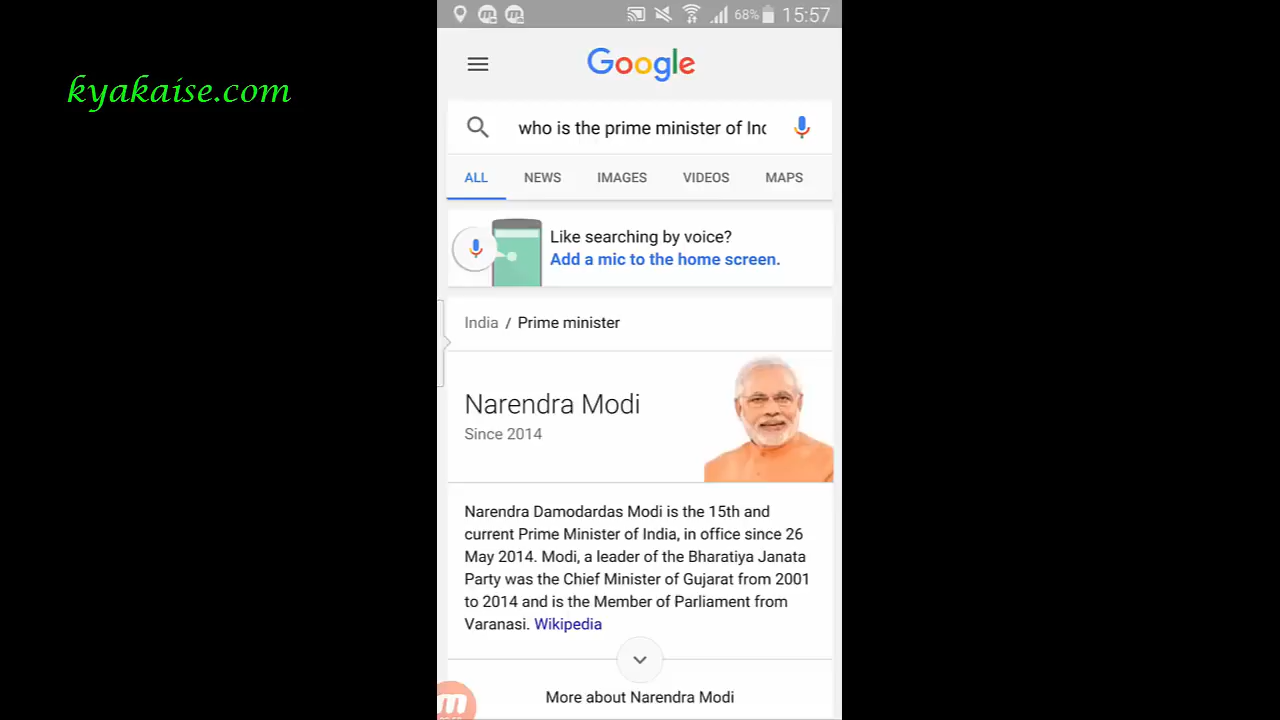 68% 15:57
kyakaise.com
Google
who is the prime minister of Inc
ALL NEWS IMAGES VIDEOS MAPS
Like searching by voice?
Add a mic to the home screen.
India / Prime minister
Narendra Modi
Since 2014
Narendra Damodardas Modi is the 15th and
current Prime Minister of India, in office since 26
May 2014. Modi, a leader of the Bharatiya Janata
Party was the Chief Minister of Gujarat from 2001
to 2014 and is the Member of Parliament from
Varanasi. Wikipedia
More about Narendra Modi